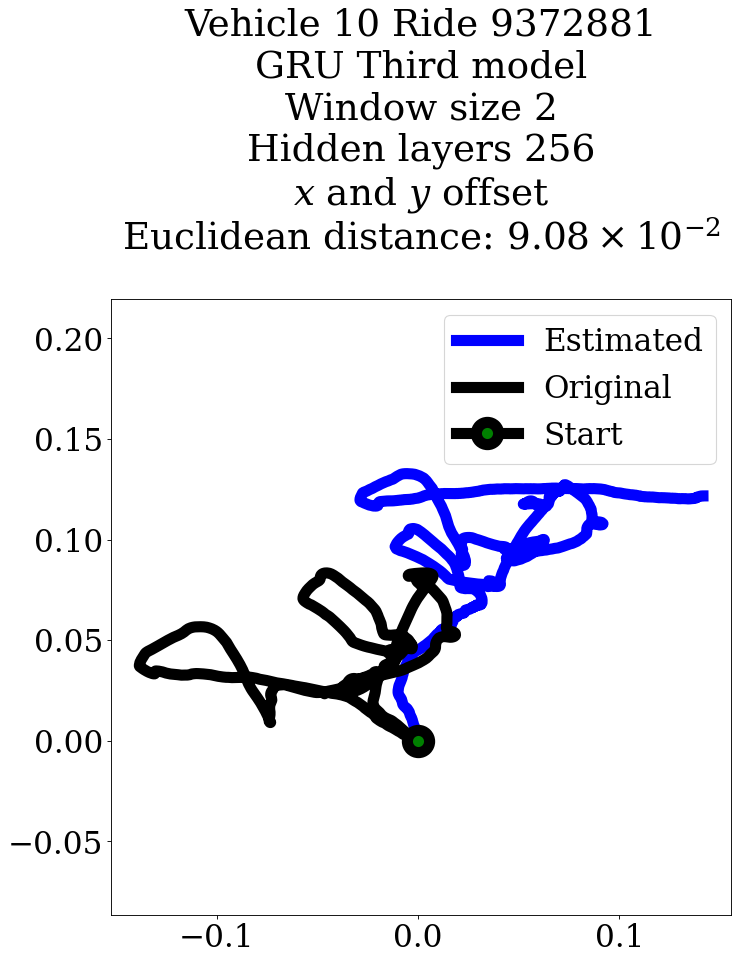 Vehicle 10 Ride 9372881
GRU Third model
Window size 2
Hidden layers 256
x and y offset
Euclidean distance: 9.08 × 10⁻²
Estimated
Original
Start
0.20
0.15
0.10
0.05
0.00
−0.05
−0.1
0.0
0.1